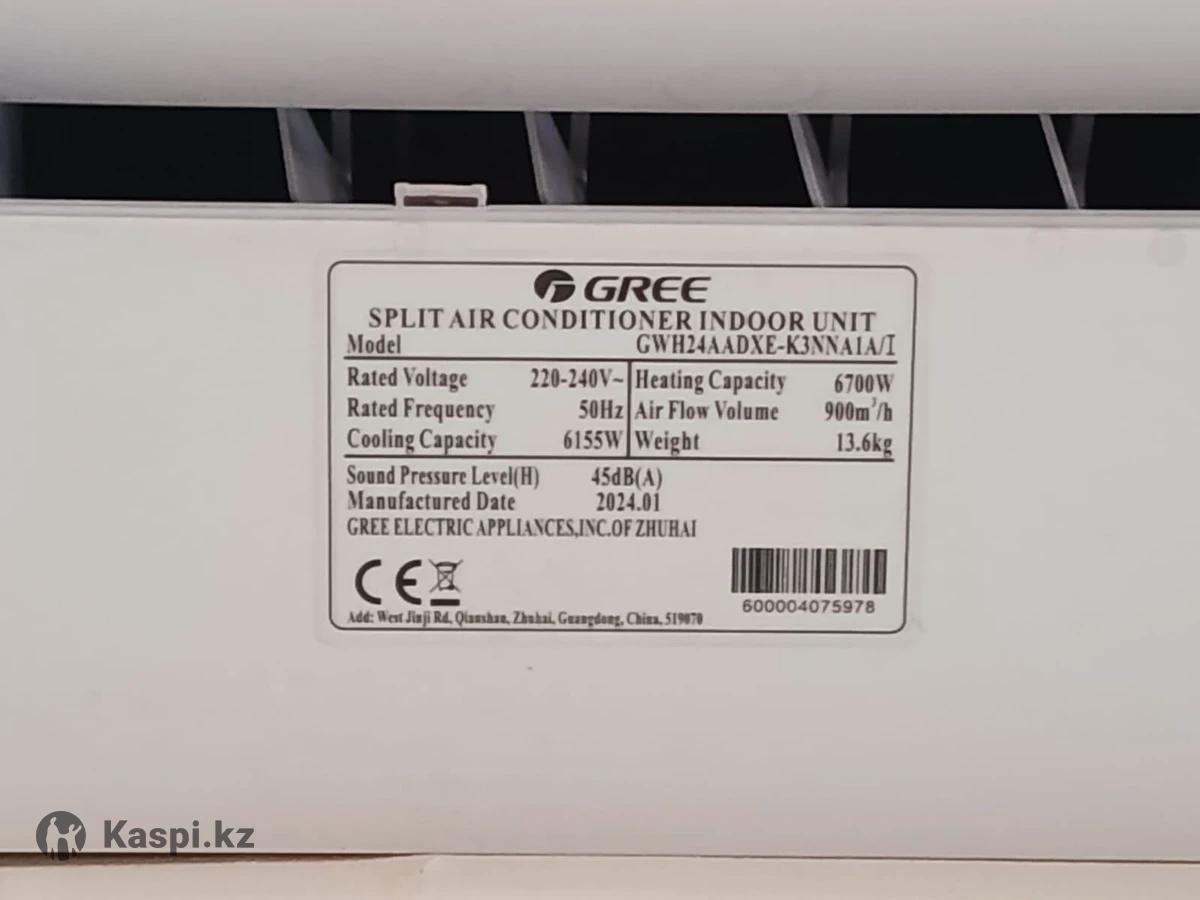 GREE
SPLIT AIR CONDITIONER INDOOR UNIT
Model GWH24AADXE-K3NNA1A/I
Rated Voltage 220-240V~ Heating Capacity 6700W
Rated Frequency 50Hz Air Flow Volume 900m³/h
Cooling Capacity 6155W Weight 13.6kg
Sound Pressure Level(H) 45dB(A)
Manufactured Date 2024.01
GREE ELECTRIC APPLIANCES,INC.OF ZHUHAI
CE
600004075978
Add: West Jinji Rd, Qianshan, Zhuhai, Guangdong, China, 519070
Kaspi.kz